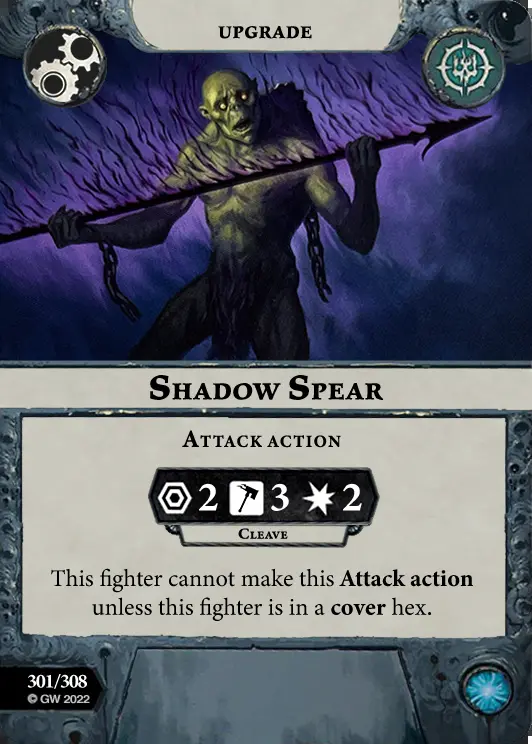 UPGRADE
SHADOW SPEAR
ATTACK ACTION
2 3 2
CLEAVE
This fighter cannot make this Attack action
unless this fighter is in a cover hex.
301/308
© GW 2022